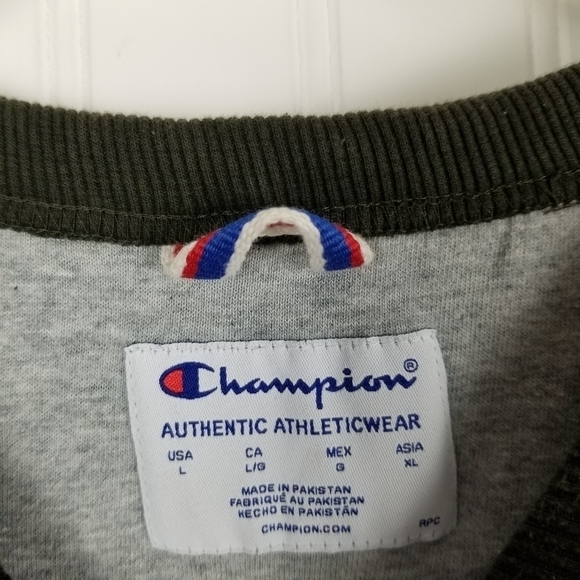 Champion®
AUTHENTIC ATHLETICWEAR
USA CA MEX ASIA
L L/G G XL
MADE IN PAKISTAN
FABRIQUÉ AU PAKISTAN
HECHO EN PAKISTÁN
CHAMPION.COM
RPC